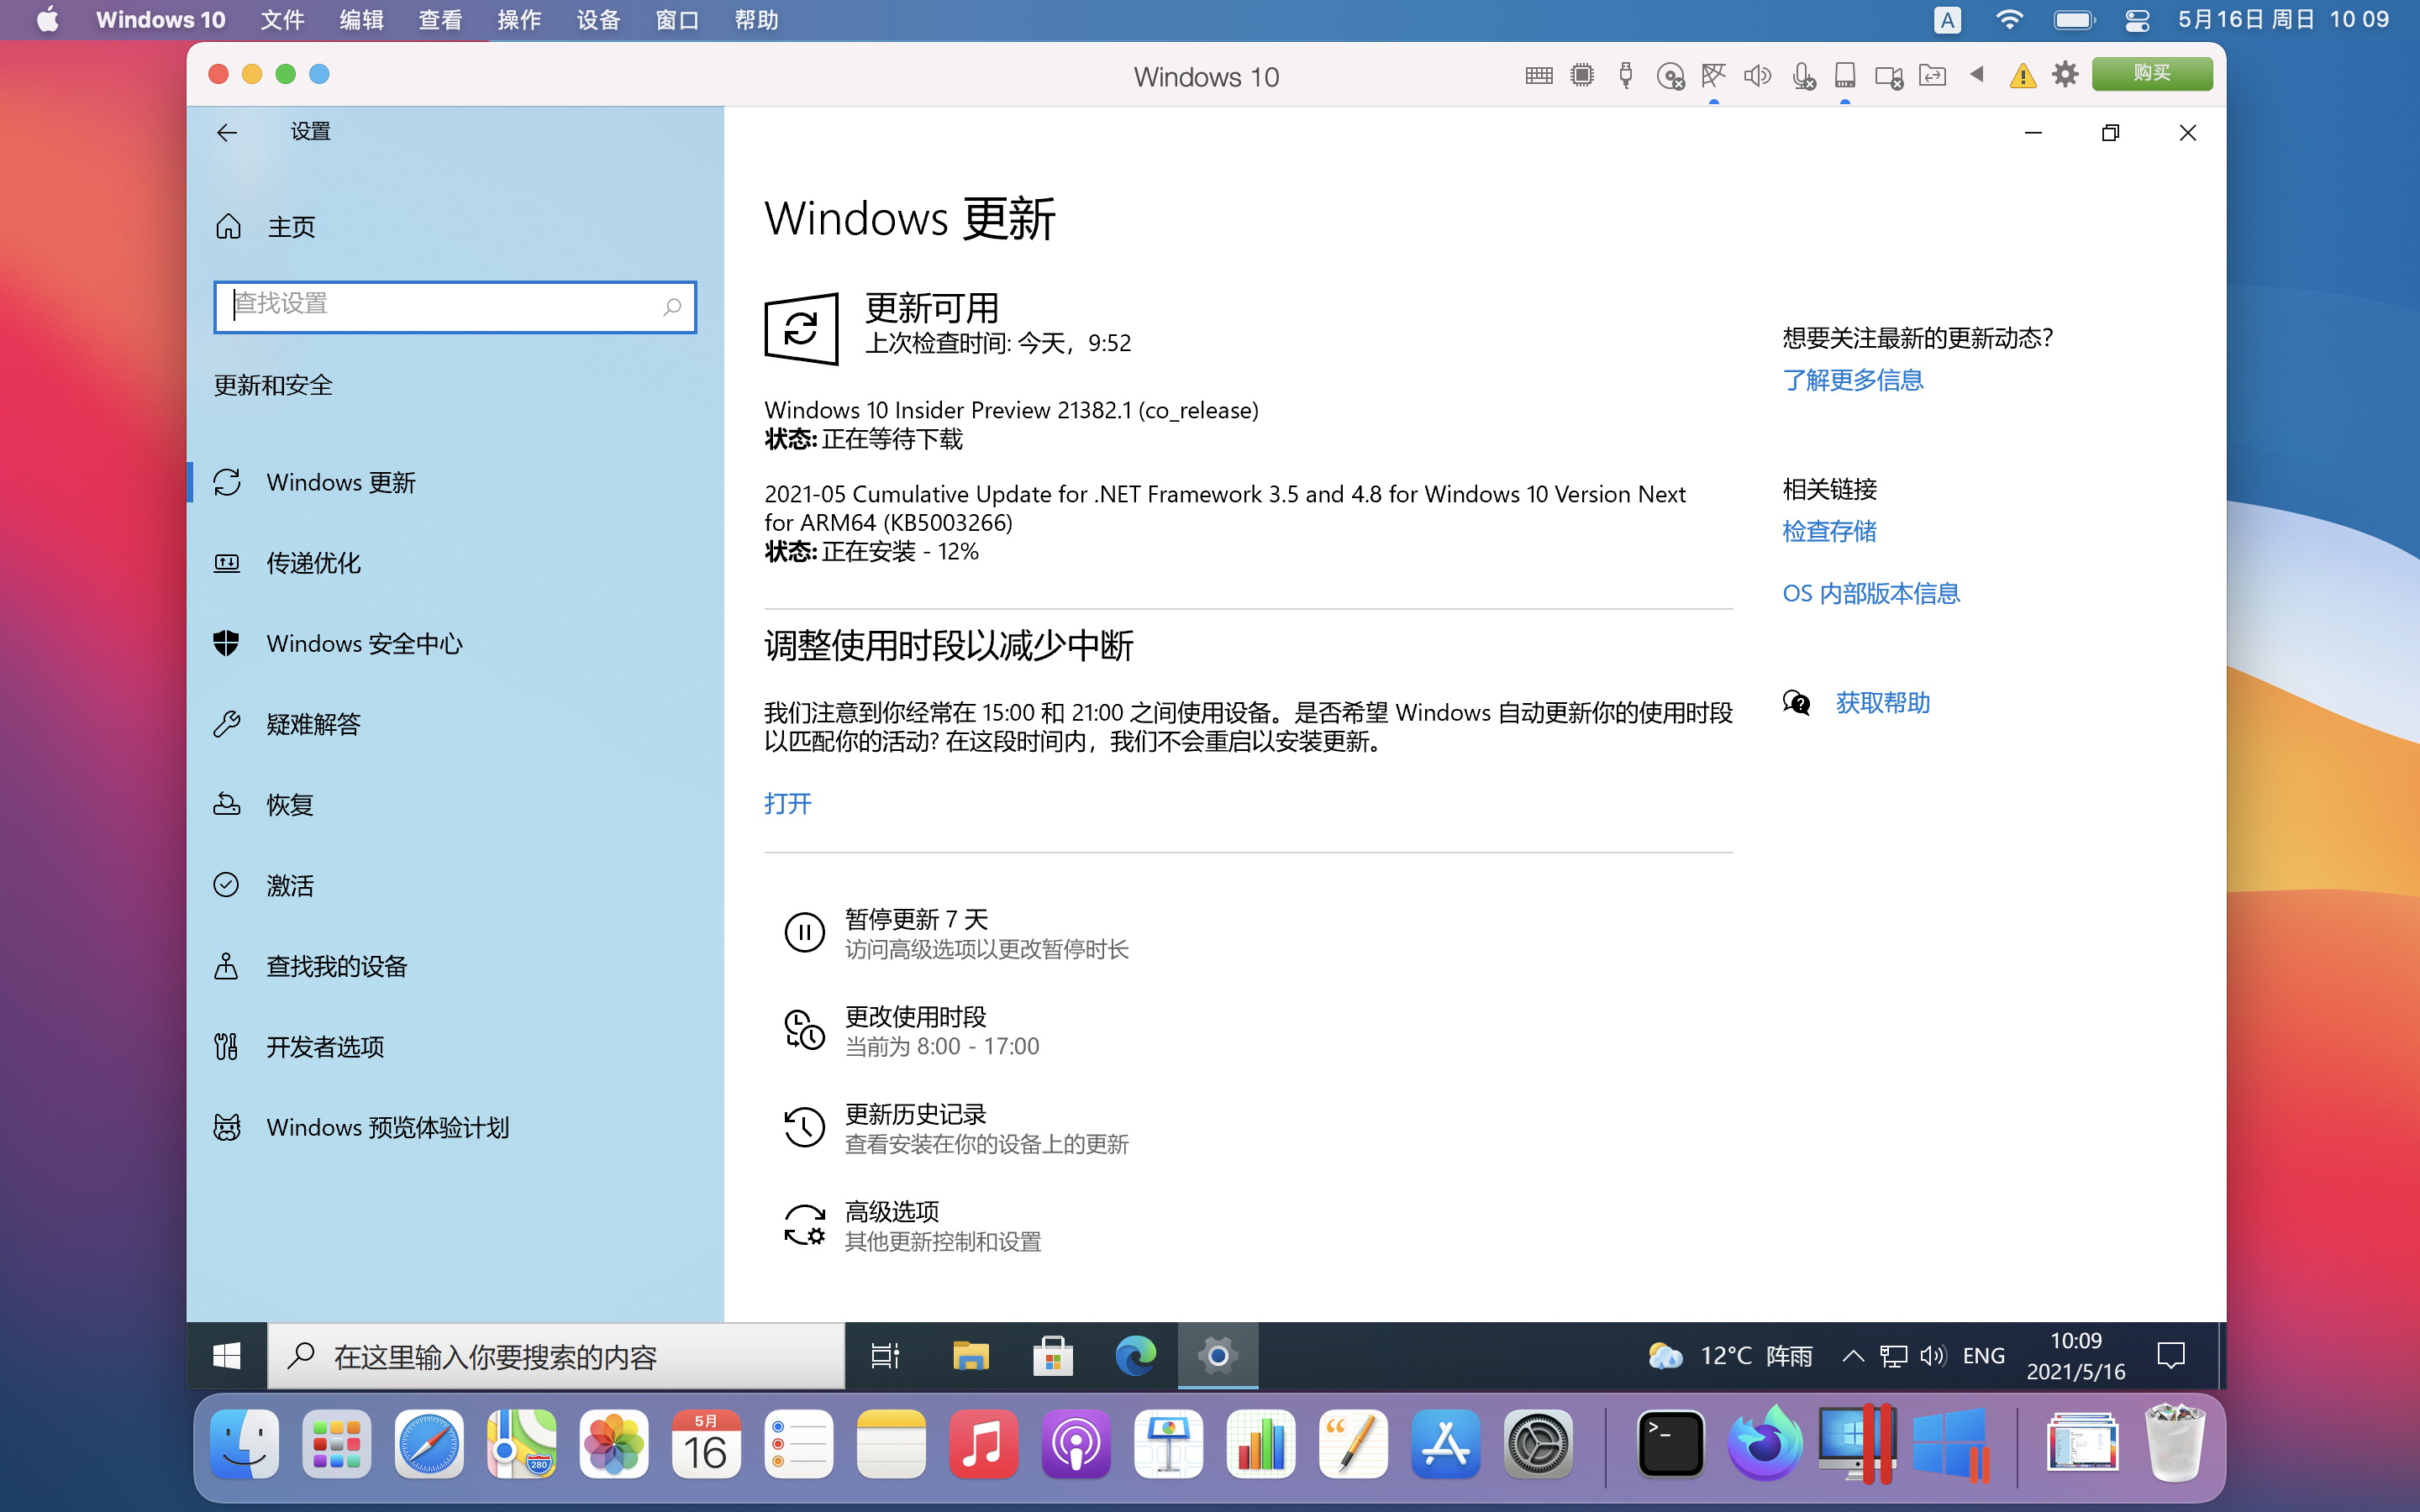 Windows 10 文件 编辑 查看 操作 设备 窗口 帮助
A 5月16日 周日 10 09
Windows 10
购买
设置
主页
查找设置
更新和安全
Windows 更新
传递优化
Windows 安全中心
疑难解答
恢复
激活
查找我的设备
开发者选项
Windows 预览体验计划
Windows 更新
更新可用
上次检查时间: 今天，9:52
Windows 10 Insider Preview 21382.1 (co_release)
状态: 正在等待下载
2021-05 Cumulative Update for .NET Framework 3.5 and 4.8 for Windows 10 Version Next
for ARM64 (KB5003266)
状态: 正在安装 - 12%
调整使用时段以减少中断
我们注意到你经常在 15:00 和 21:00 之间使用设备。是否希望 Windows 自动更新你的使用时段
以匹配你的活动? 在这段时间内，我们不会重启以安装更新。
打开
暂停更新 7 天
访问高级选项以更改暂停时长
更改使用时段
当前为 8:00 - 17:00
更新历史记录
查看安装在你的设备上的更新
高级选项
其他更新控制和设置
想要关注最新的更新动态?
了解更多信息
相关链接
检查存储
OS 内部版本信息
获取帮助
在这里输入你要搜索的内容
12°C 阵雨
ENG
10:09
2021/5/16
280
5月
16